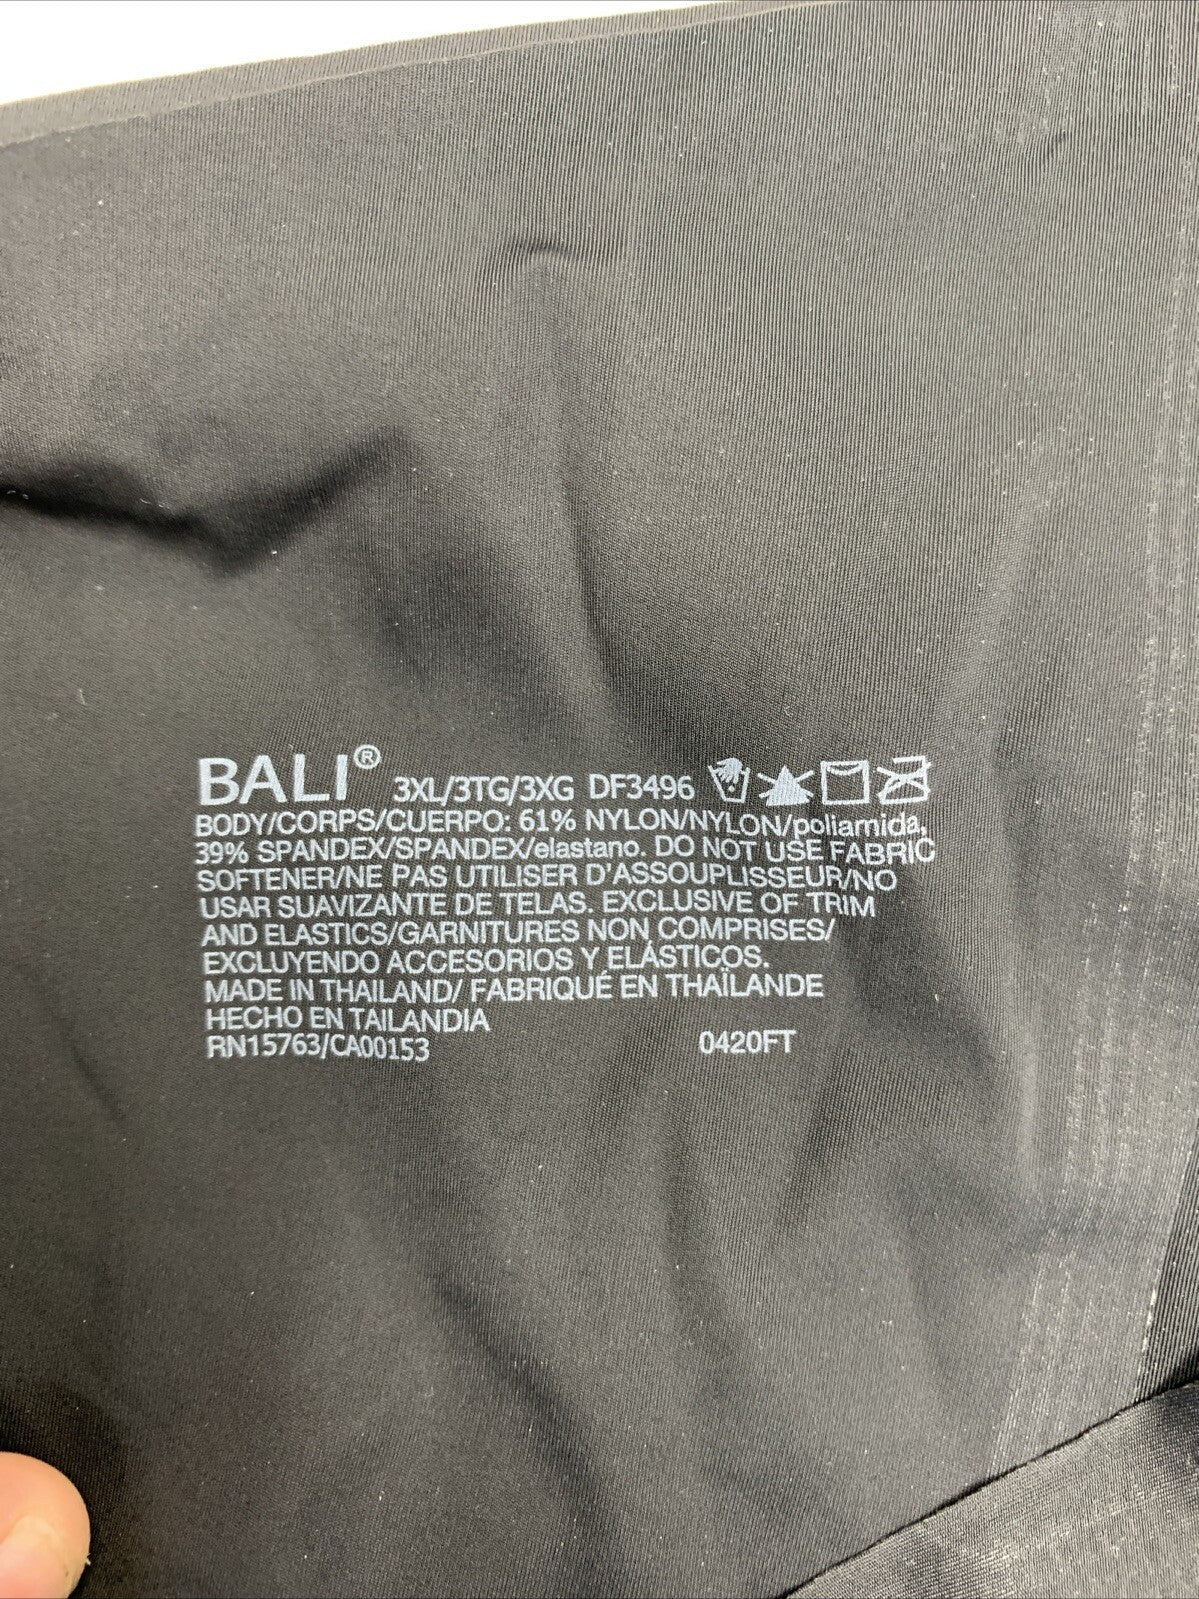 BALI® 3XL/3TG/3XG DF3496
BODY/CORPS/CUERPO: 61% NYLON/NYLON/poliamida,
39% SPANDEX/SPANDEX/elastano. DO NOT USE FABRIC
SOFTENER/NE PAS UTILISER D'ASSOUPLISSEUR/NO
USAR SUAVIZANTE DE TELAS. EXCLUSIVE OF TRIM
AND ELASTICS/GARNITURES NON COMPRISES/
EXCLUYENDO ACCESORIOS Y ELÁSTICOS.
MADE IN THAILAND/ FABRIQUÉ EN THAÏLANDE
HECHO EN TAILANDIA
RN15763/CA00153 0420FT